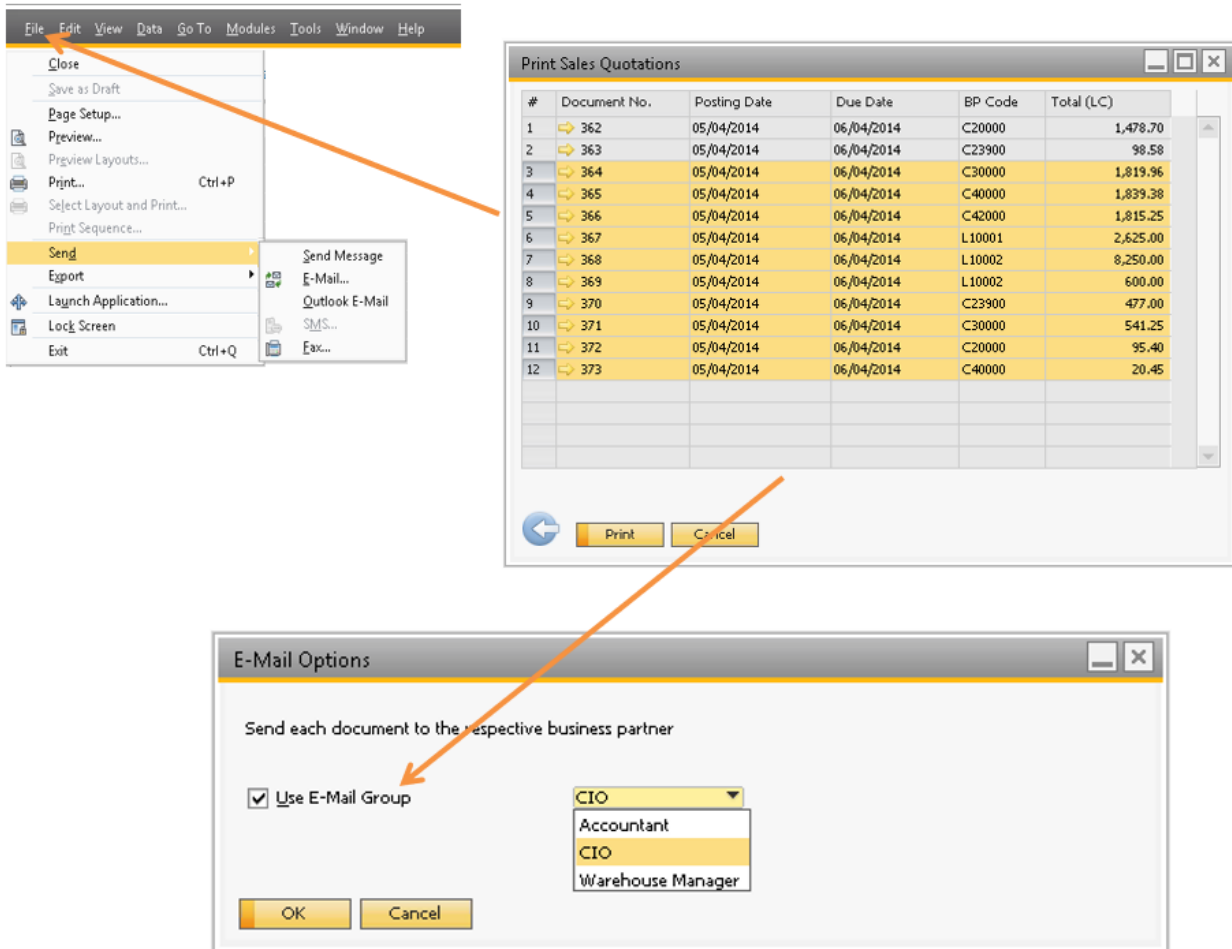 File Edit View Data Go To Modules Tools Window Help
Close
Save as Draft
Page Setup...
Preview...
Preview Layouts...
Print... Ctrl+P
Select Layout and Print...
Print Sequence...
Send
Export
Launch Application...
Lock Screen
Exit Ctrl+Q
Send Message
E-Mail...
Outlook E-Mail
SMS...
Fax...
Print Sales Quotations
# Document No. Posting Date Due Date BP Code Total (LC)
1 362 05/04/2014 06/04/2014 C20000 1,478.70
2 363 05/04/2014 06/04/2014 C23900 98.58
3 364 05/04/2014 06/04/2014 C30000 1,819.96
4 365 05/04/2014 06/04/2014 C40000 1,839.38
5 366 05/04/2014 06/04/2014 C42000 1,815.25
6 367 05/04/2014 06/04/2014 L10001 2,625.00
7 368 05/04/2014 06/04/2014 L10002 8,250.00
8 369 05/04/2014 06/04/2014 L10002 600.00
9 370 05/04/2014 06/04/2014 C23900 477.00
10 371 05/04/2014 06/04/2014 C30000 541.25
11 372 05/04/2014 06/04/2014 C20000 95.40
12 373 05/04/2014 06/04/2014 C40000 20.45
Print Cancel
E-Mail Options
Send each document to the respective business partner
Use E-Mail Group CIO
Accountant
CIO
Warehouse Manager
OK Cancel